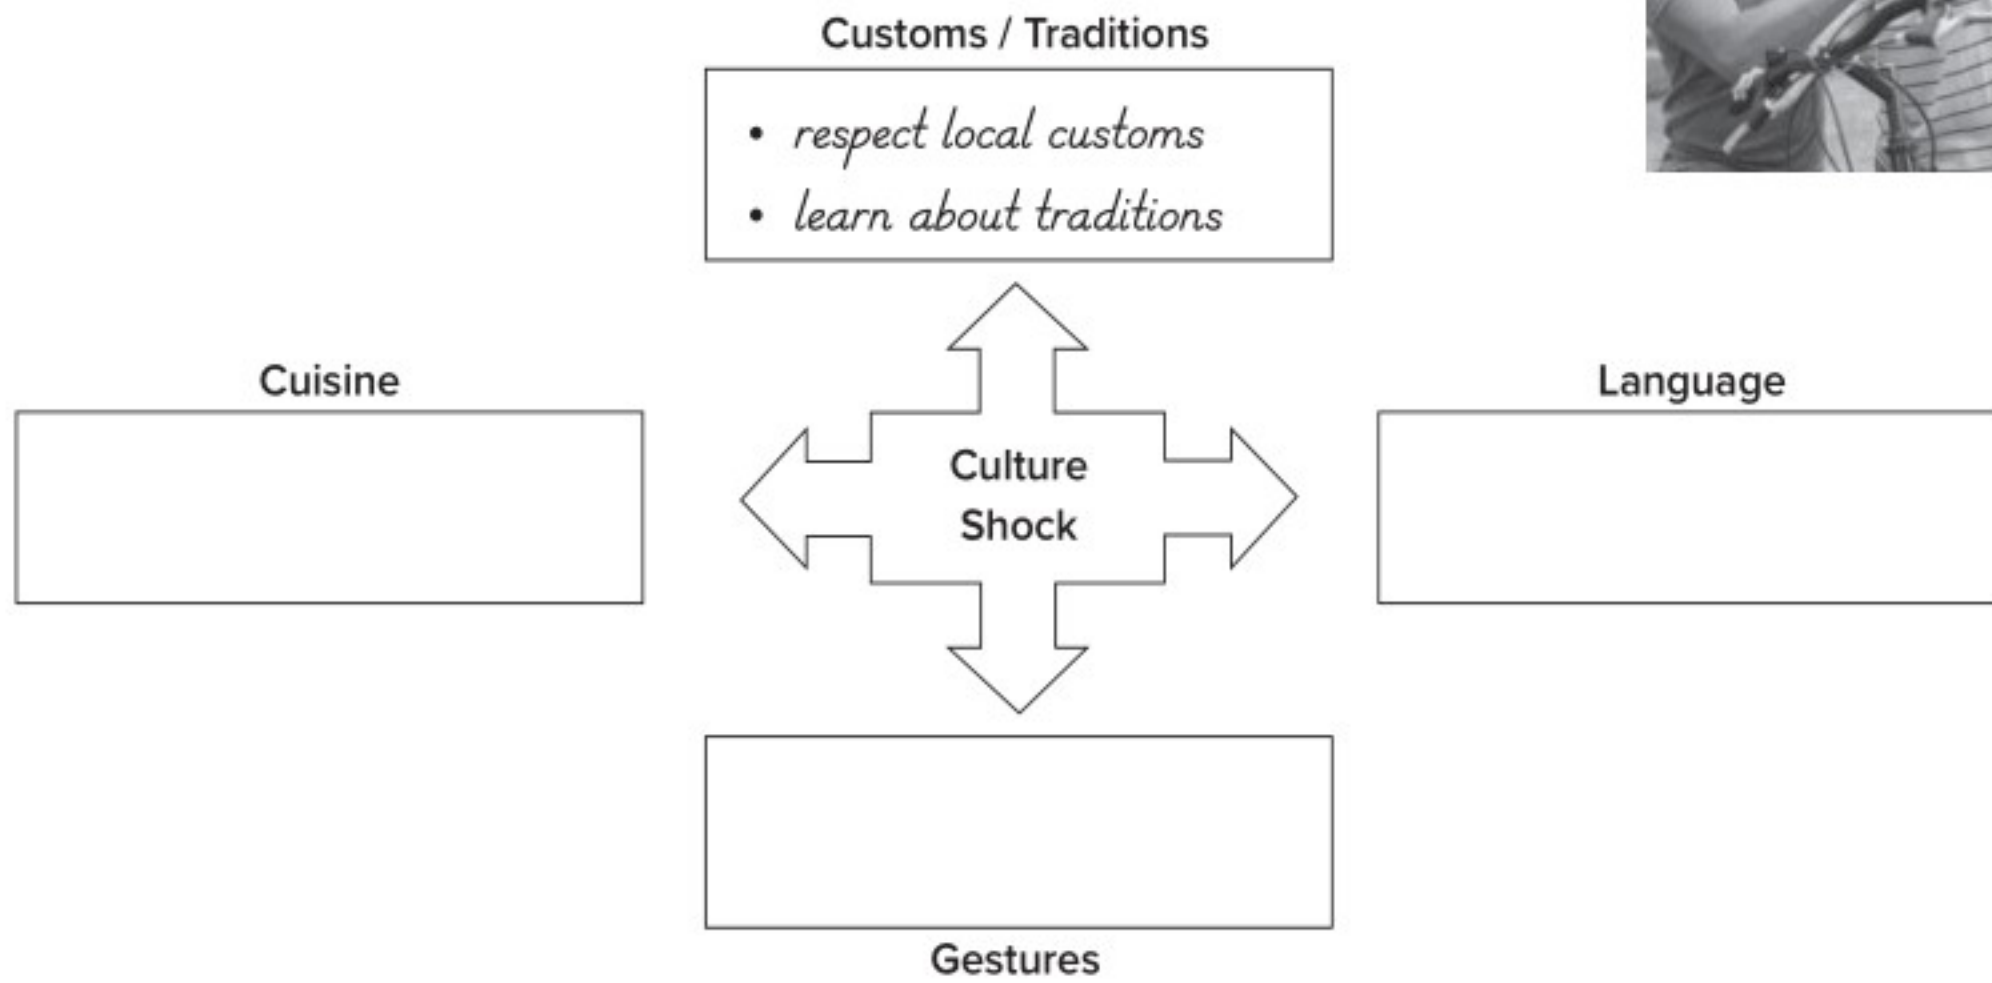 Customs / Traditions
• respect local customs
• learn about traditions
Cuisine
Language
Culture
Shock
Gestures